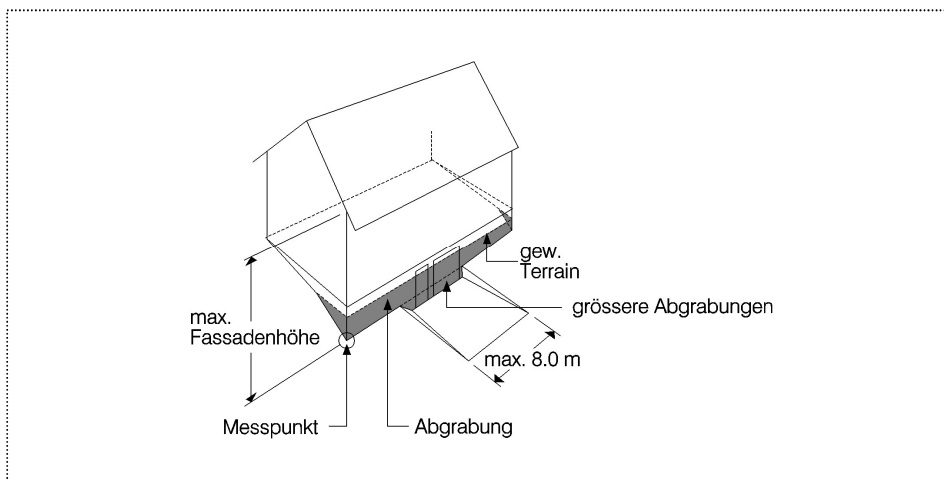 gew.
Terrain
grössere Abgrabungen
max.
Fassadenhöhe
max. 8.0 m
Messpunkt
Abgrabung